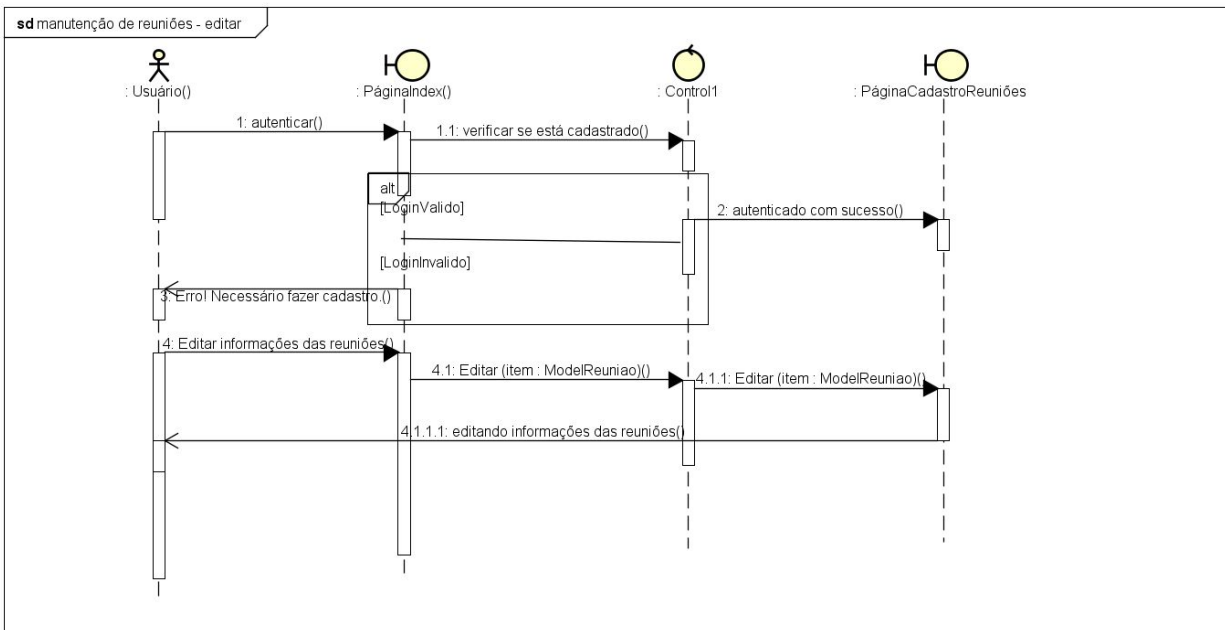 sd manutenção de reuniões - editar
: Usuário()
: PáginaIndex()
: Control1
: PáginaCadastroReuniões
1: autenticar()
1.1: verificar se está cadastrado()
alt
[LoginValido]
2: autenticado com sucesso()
[LoginInvalido]
3: Erro! Necessário fazer cadastro.()
4: Editar informações das reuniões()
4.1: Editar (item : ModelReuniao)()
4.1.1: Editar (item : ModelReuniao)()
4.1.1.1: editando informações das reuniões()